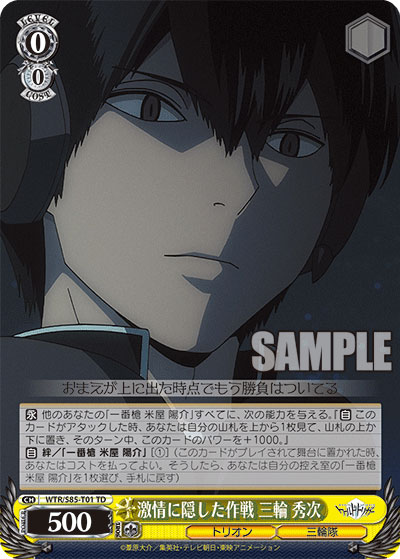 LEVEL
0
0
COST
SAMPLE
おまえが上に出た時点でもう勝負はついてる
永 他のあなたの「一番槍 米屋 陽介」すべてに、次の能力を与える。『自 この
カードがアタックした時、あなたは自分の山札の上から1枚見て、山札の上か
下に置き、そのターン中、このカードのパワーを+1000。』
自 絆／「一番槍 米屋 陽介」 (このカードがプレイされて舞台に置かれた時、
あなたはコストを払ってよい。そうしたら、あなたは自分の控え室の「一番槍
米屋 陽介」を1枚選び、手札に戻す)
CH WTR/S85-T01 TD
500
激情に隠した作戦 三輪 秀次
トリオン
三輪隊
©葦原大介／集英社・テレビ朝日・東映アニメーション